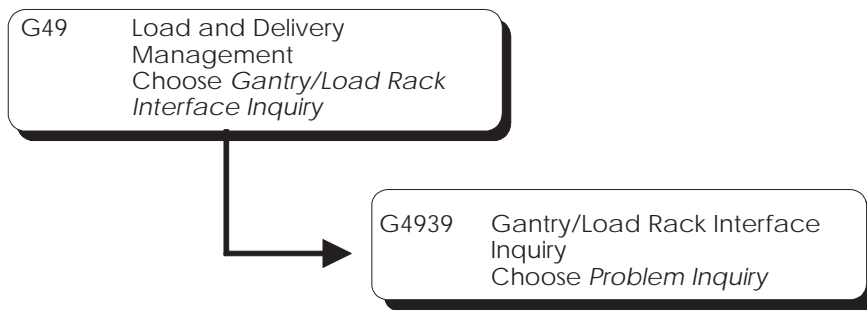 G49 Load and Delivery
Management
Choose Gantry/Load Rack
Interface Inquiry
G4939 Gantry/Load Rack Interface
Inquiry
Choose Problem Inquiry